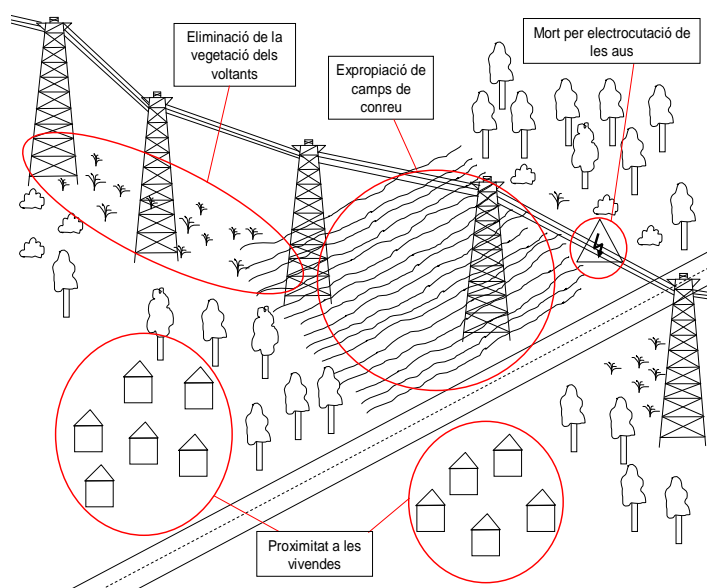 Eliminació de la
vegetació dels
voltants
Expropiació de
camps de
conreu
Mort per electrocutació de
les aus
Proximitat a les
vivendes